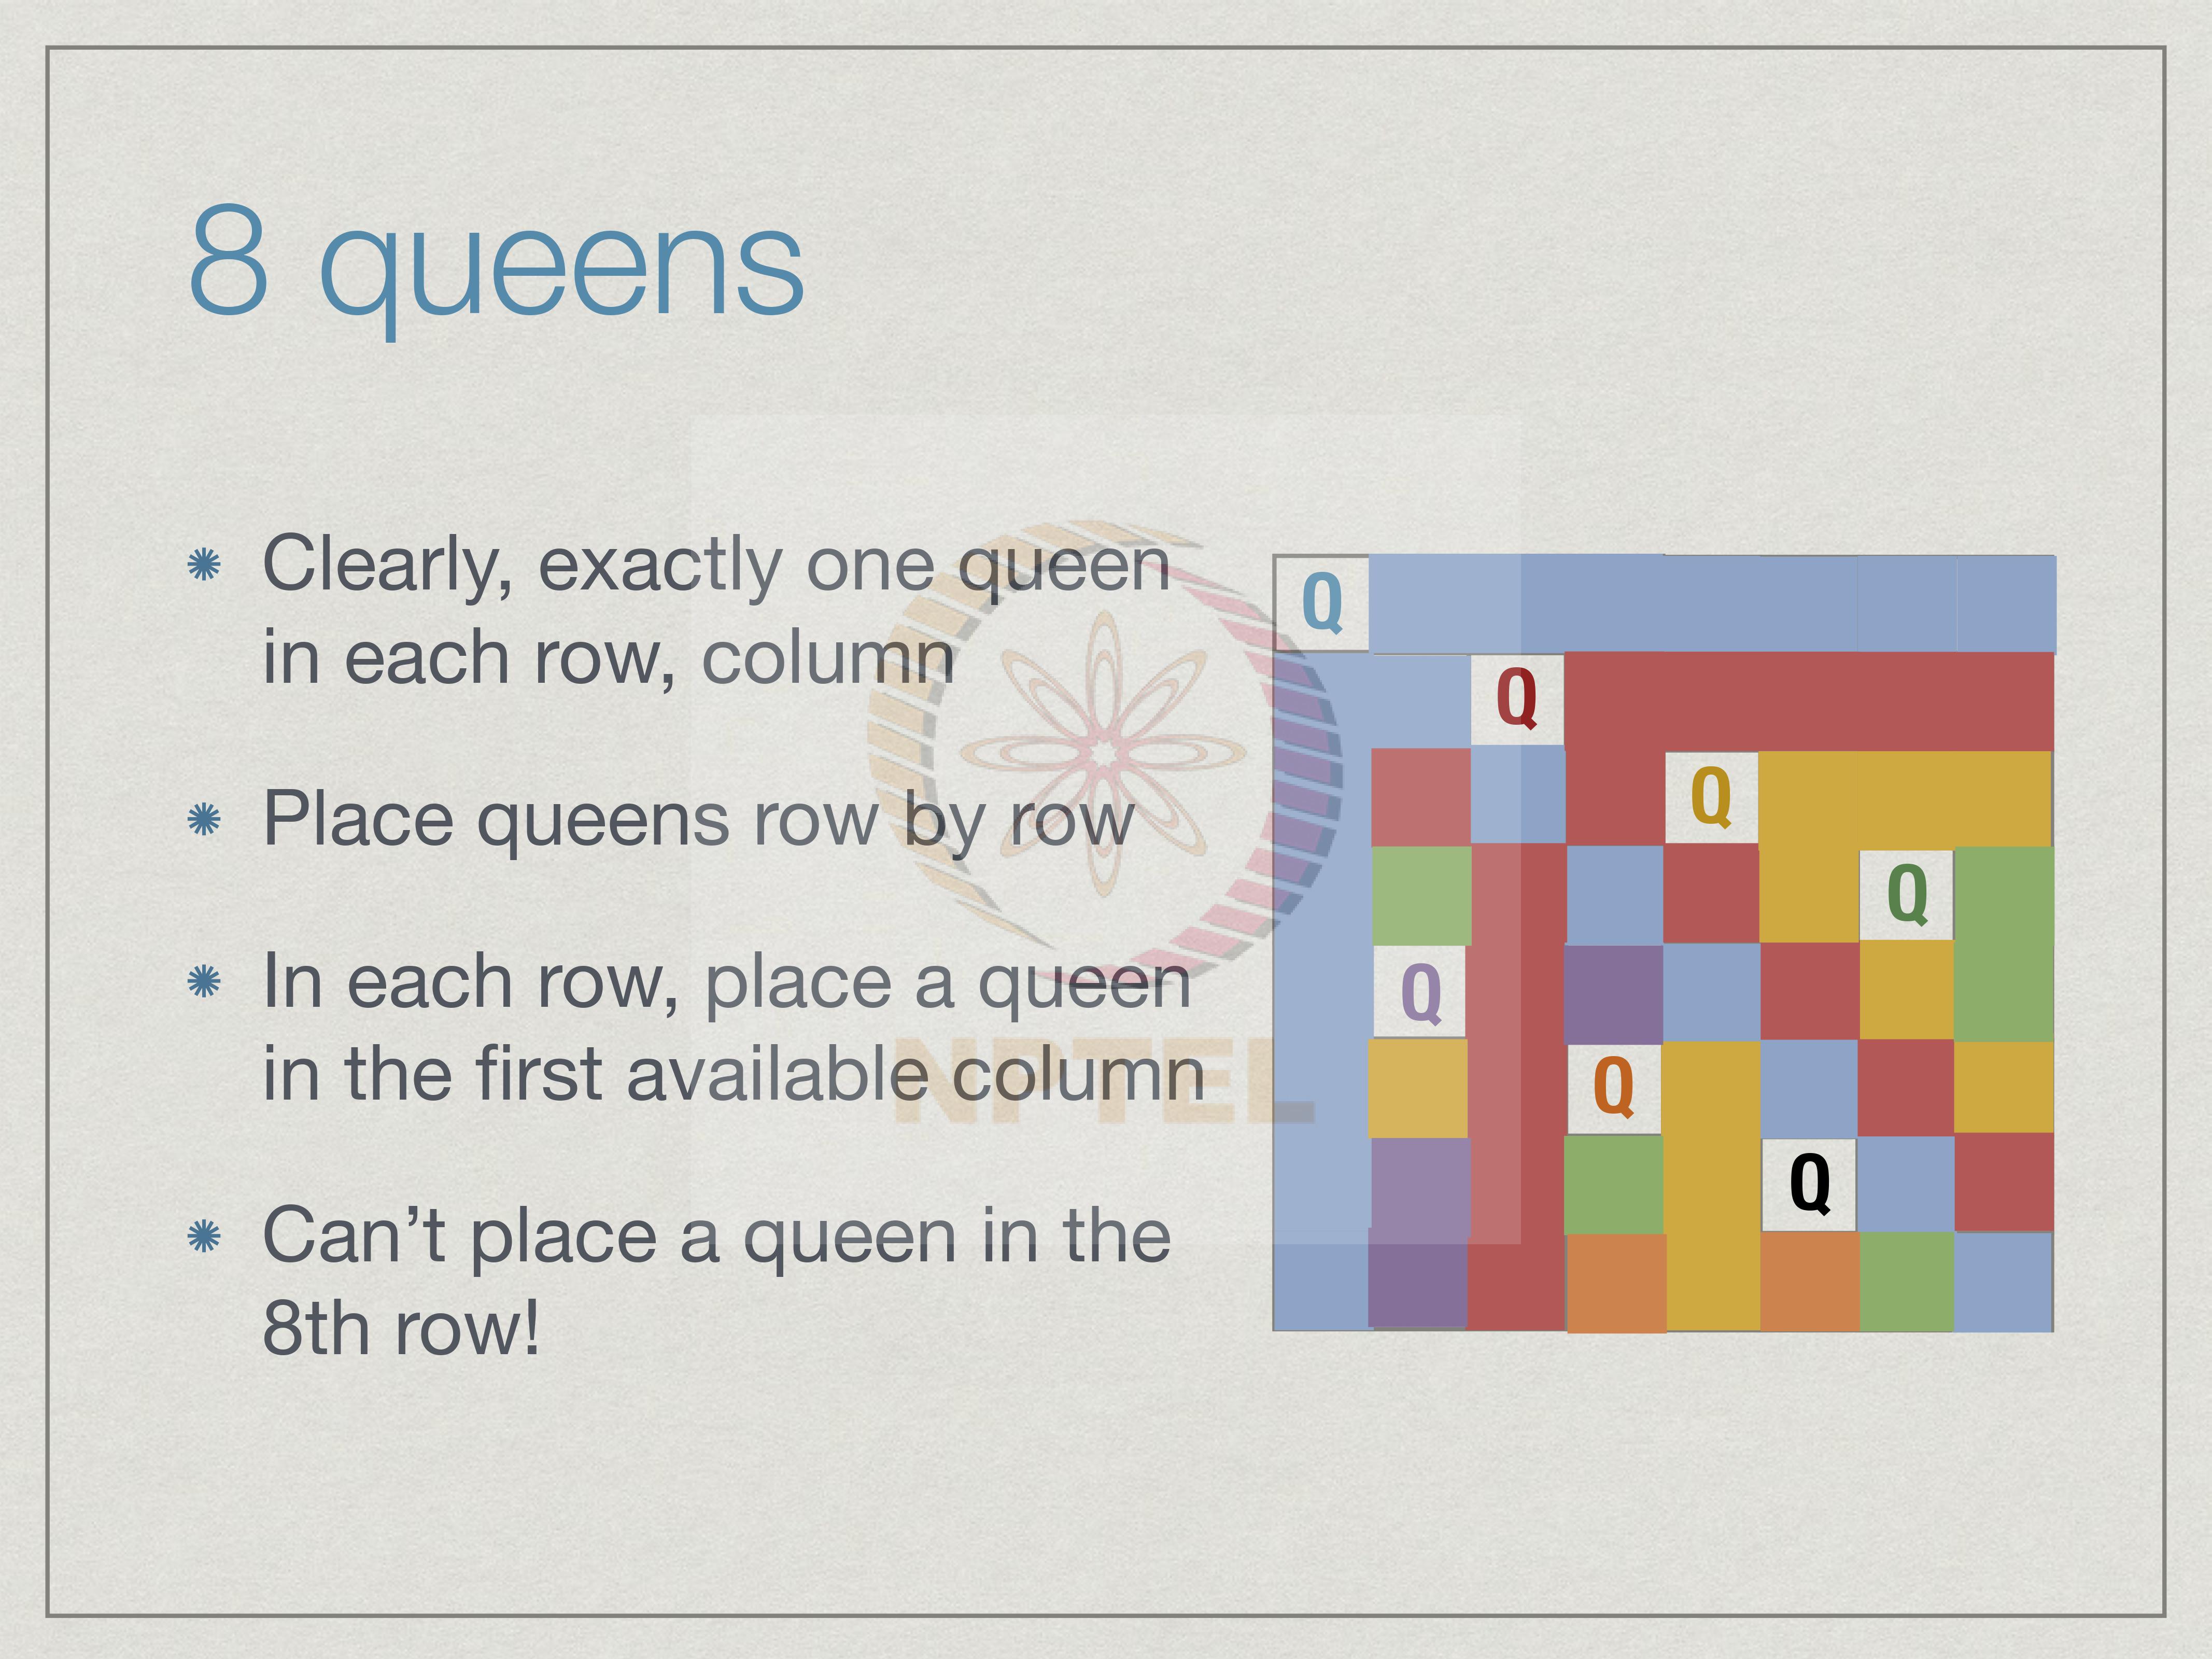 8 queens
Clearly, exactly one queen
in each row, column
Place queens row by row
In each row, place a queen
in the first available column
Can’t place a queen in the
8th row!
Q
Q
Q
Q
Q
Q
Q
NPTEL